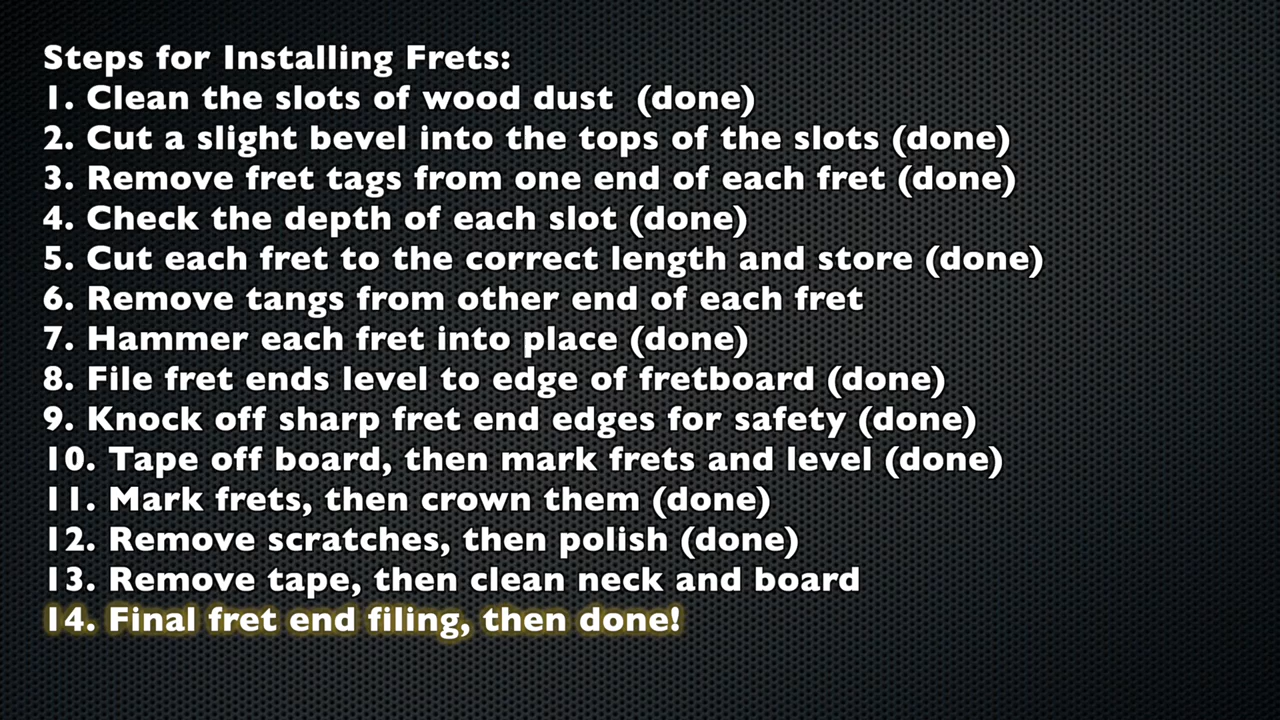 Steps for Installing Frets:
1. Clean the slots of wood dust  (done)
2. Cut a slight bevel into the tops of the slots (done)
3. Remove fret tags from one end of each fret (done)
4. Check the depth of each slot (done)
5. Cut each fret to the correct length and store (done)
6. Remove tangs from other end of each fret
7. Hammer each fret into place (done)
8. File fret ends level to edge of fretboard (done)
9. Knock off sharp fret end edges for safety (done)
10. Tape off board, then mark frets and level (done)
11. Mark frets, then crown them (done)
12. Remove scratches, then polish (done)
13. Remove tape, then clean neck and board
14. Final fret end filing, then done!